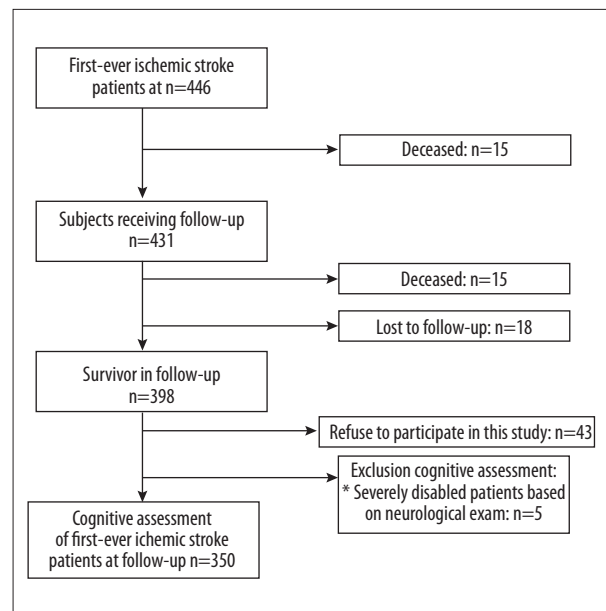 First-ever ischemic stroke
patients at n=446
Deceased: n=15
Subjects receiving follow-up
n=431
Deceased: n=15
Lost to follow-up: n=18
Survivor in follow-up
n=398
Refuse to participate in this study: n=43
Exclusion cognitive assessment:
* Severely disabled patients based
on neurological exam: n=5
Cognitive assessment
of first-ever ichemic stroke
patients at follow-up n=350